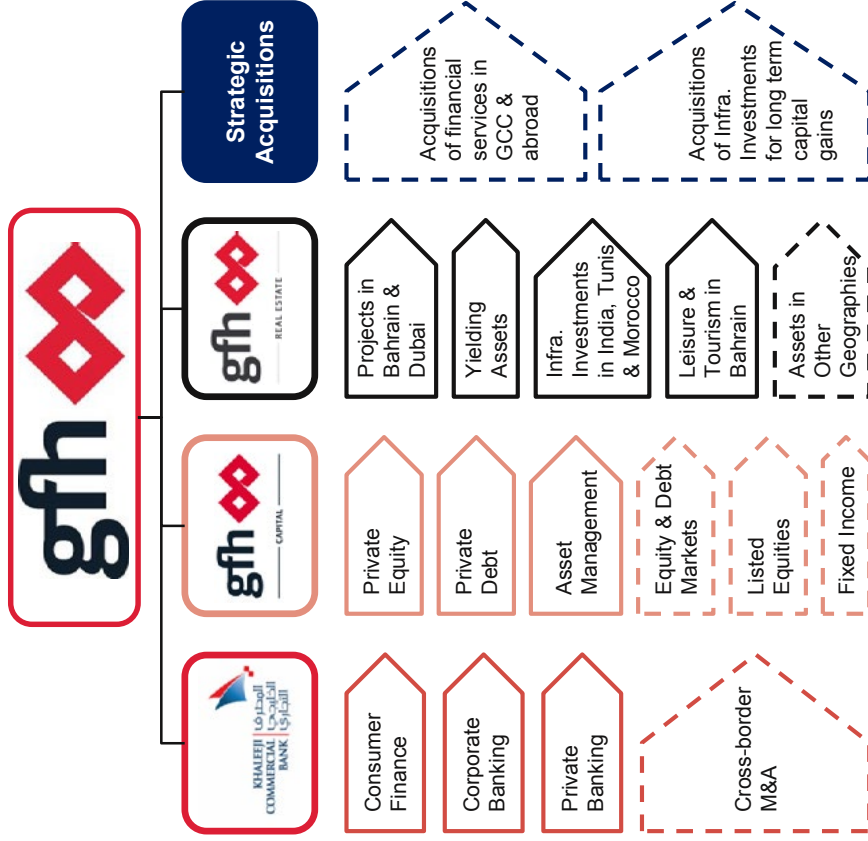 gfh
KHALEEJI المصرف
COMMERCIAL الخليجي
BANK التجاري
Consumer
Finance
Corporate
Banking
Private
Banking
Cross-border
M&A
gfh
CAPITAL
Private
Equity
Private
Debt
Asset
Management
Equity & Debt
Markets
Listed
Equities
Fixed Income
gfh
REAL ESTATE
Projects in
Bahrain &
Dubai
Yielding
Assets
Infra.
Investments
in India, Tunis
& Morocco
Leisure &
Tourism in
Bahrain
Assets in
Other
Geographies
Strategic
Acquisitions
Acquisitions
of financial
services in
GCC &
abroad
Acquisitions
of Infra.
Investments
for long term
capital
gains